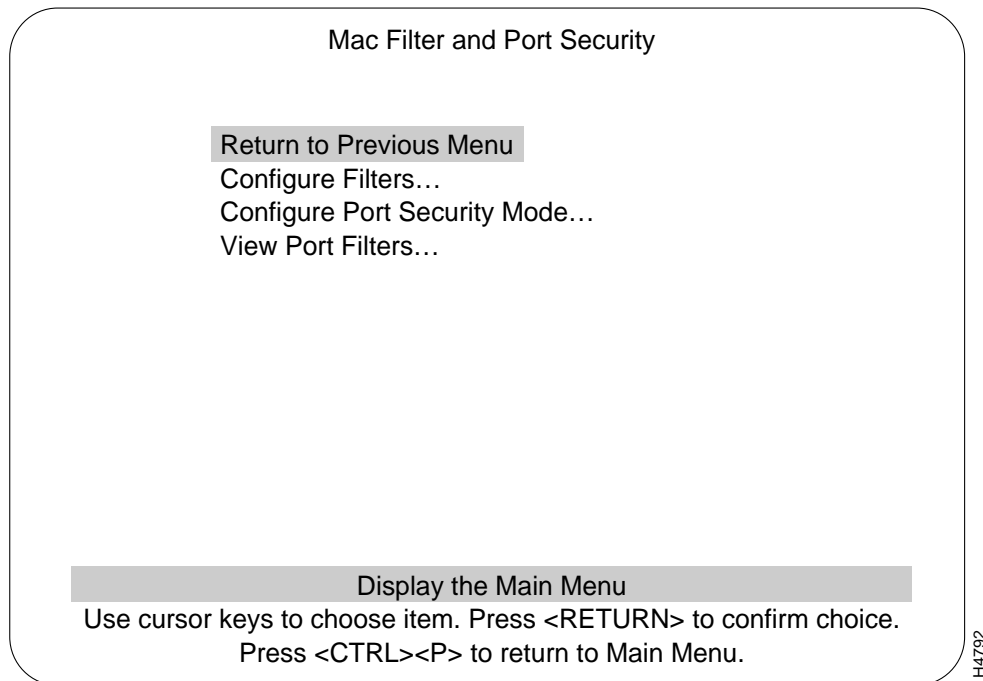 Mac Filter and Port Security
Return to Previous Menu
Configure Filters…
Configure Port Security Mode…
View Port Filters…
Display the Main Menu
Use cursor keys to choose item. Press <RETURN> to confirm choice.
Press <CTRL><P> to return to Main Menu.
H4792